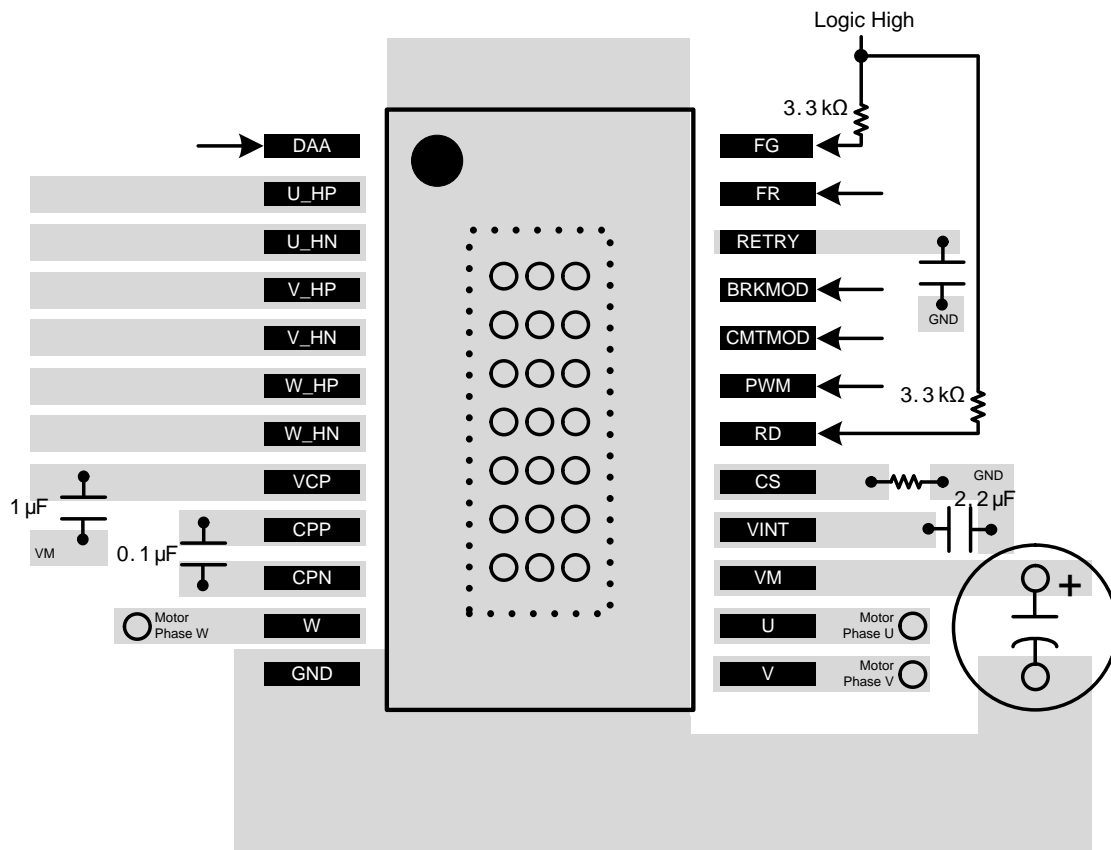 Logic High
3.3 kΩ
DAA
FG
U_HP
FR
U_HN
RETRY
V_HP
BRKMOD
GND
V_HN
CMTMOD
W_HP
PWM
3.3 kΩ
W_HN
RD
VCP
CS
GND
1 µF
2.2 µF
CPP
VINT
VM
0.1 µF
CPN
VM
+
Motor
Phase W
W
U
Motor
Phase U
GND
V
Motor
Phase V